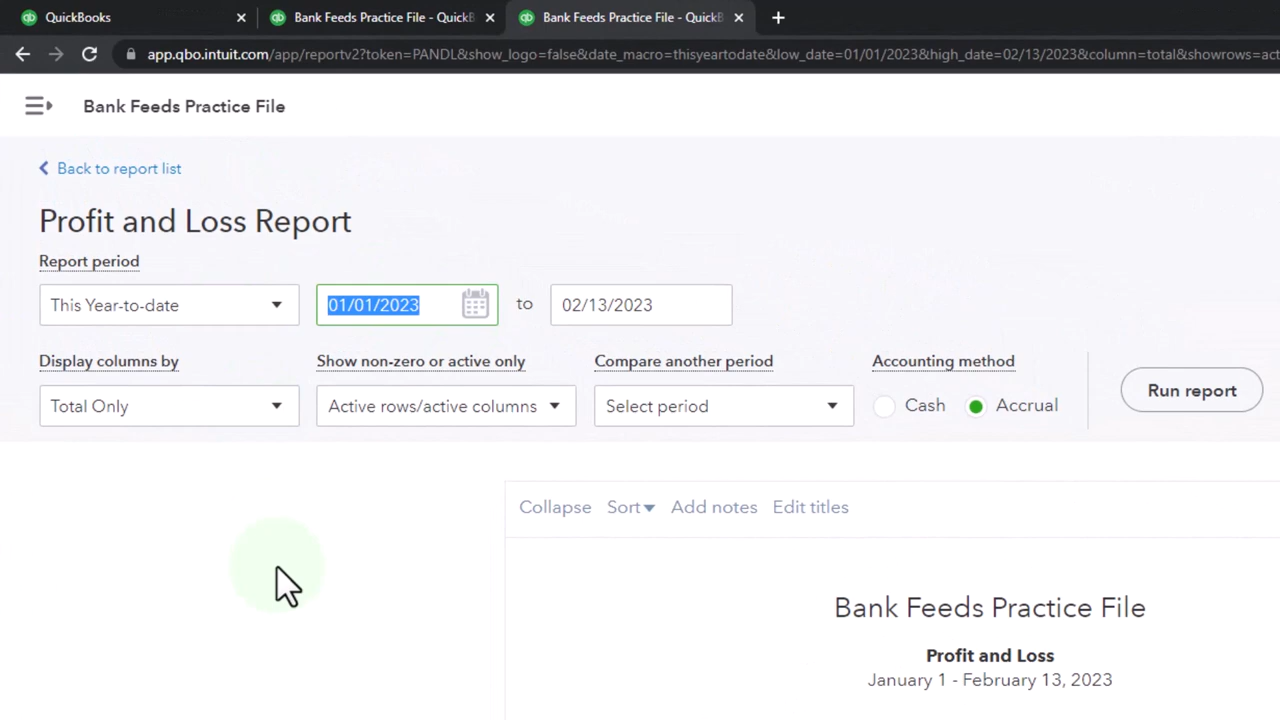 QuickBooks
Bank Feeds Practice File - QuickB
Bank Feeds Practice File - QuickB
app.qbo.intuit.com/app/reportv2?token=PANDL&show_logo=false&date_macro=thisyeartodate&low_date=01/01/2023&high_date=02/13/2023&column=total&showrows=act
Bank Feeds Practice File
Back to report list
Profit and Loss Report
Report period
This Year-to-date 01/01/2023 to 02/13/2023
Display columns by Show non-zero or active only Compare another period Accounting method
Total Only Active rows/active columns Select period Cash Accrual Run report
Collapse Sort Add notes Edit titles
Bank Feeds Practice File
Profit and Loss
January 1 - February 13, 2023